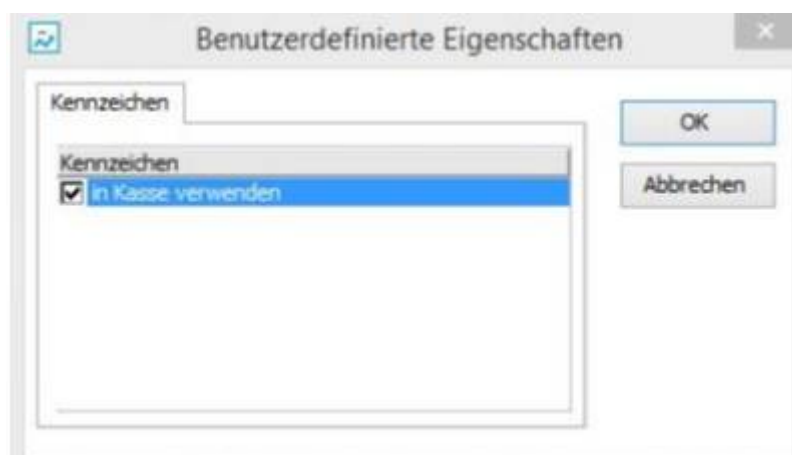 Benutzerdefinierte Eigenschaften
Kennzeichen
OK
Kennzeichen
Abbrechen
in Kasse verwenden